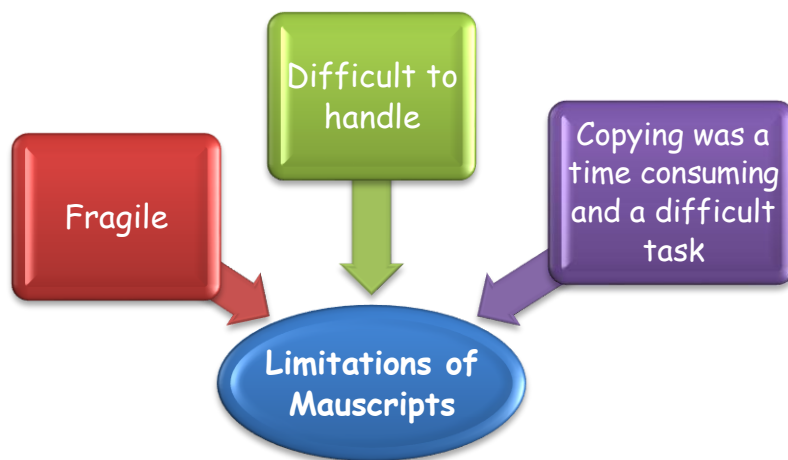 Fragile
Difficult to
handle
Copying was a
time consuming
and a difficult
task
Limitations of
Mauscripts